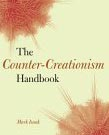 The
Counter-Creationism
Handbook
Mark Isaak